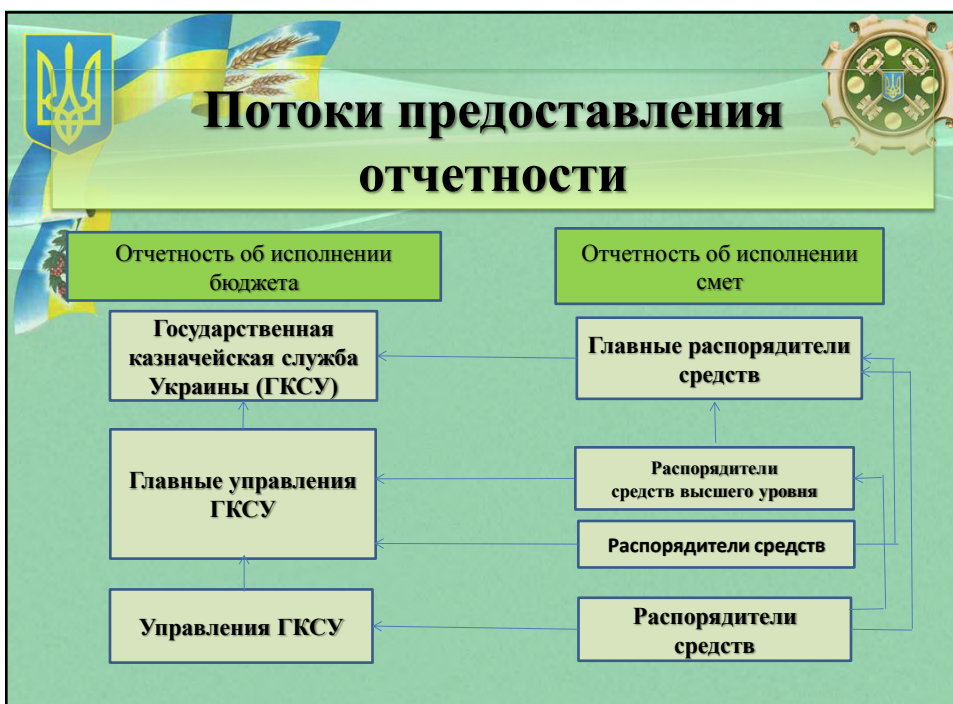 Потоки предоставления
отчетности
Отчетность об исполнении
бюджета
Отчетность об исполнении
смет
Государственная
казначейская служба
Украины (ГКСУ)
Главные распорядители
средств
Главные управления
ГКСУ
Распорядители
средств высшего уровня
Распорядители средств
Управления ГКСУ
Распорядители
средств